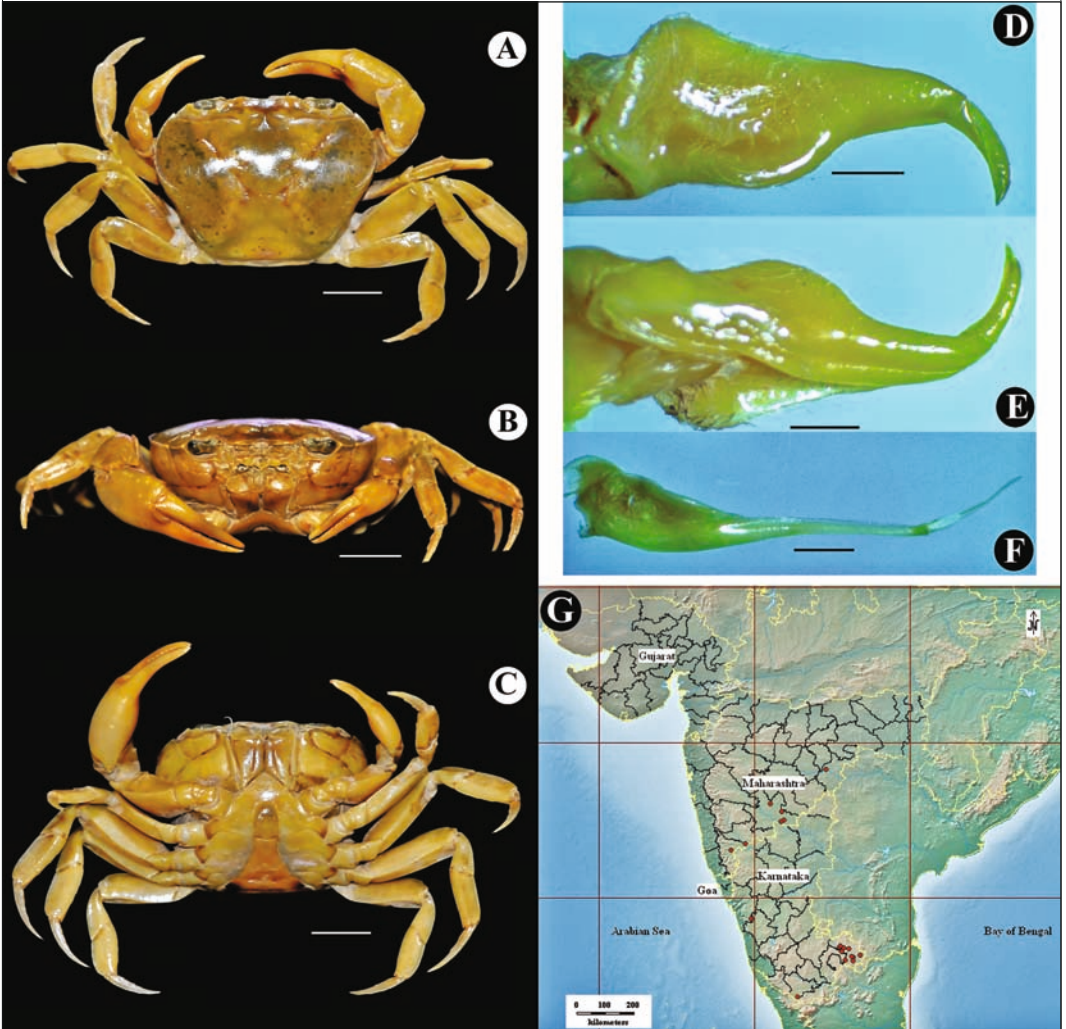 A
B
C
D
E
F
G
N
Gujarat
Maharashtra
Karnataka
Goa
Arabian Sea
Bay of Bengal
0 100 200
kilometers